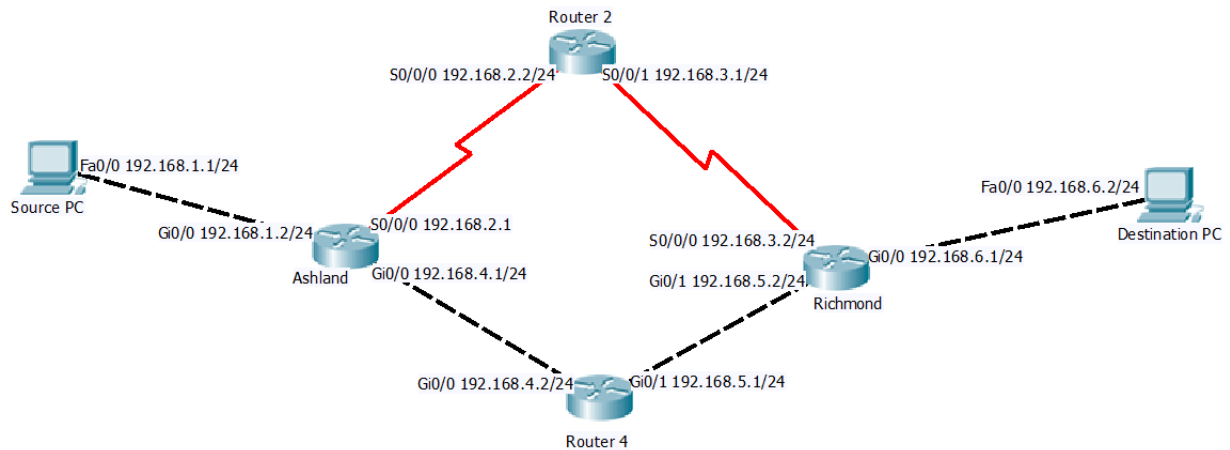 Router 2
S0/0/0 192.168.2.2/24
S0/0/1 192.168.3.1/24
Fa0/0 192.168.1.1/24
Source PC
Fa0/0 192.168.6.2/24
Destination PC
Gi0/0 192.168.1.2/24
S0/0/0 192.168.2.1
Ashland
Gi0/0 192.168.4.1/24
S0/0/0 192.168.3.2/24
Gi0/0 192.168.6.1/24
Gi0/1 192.168.5.2/24
Richmond
Gi0/0 192.168.4.2/24
Gi0/1 192.168.5.1/24
Router 4